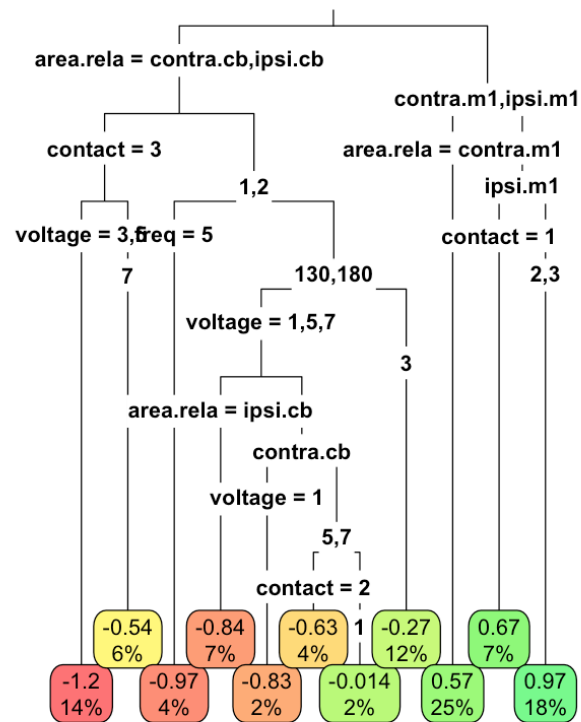 area.rela = contra.cb,ipsi.cb
contra.m1,ipsi.m1
contact = 3
area.rela = contra.m1
1,2
ipsi.m1
voltage = 3,5
freq = 5
contact = 1
7
130,180
2,3
voltage = 1,5,7
3
area.rela = ipsi.cb
contra.cb
voltage = 1
5,7
contact = 2
1
-0.54
6%
-0.84
7%
-0.63
4%
-0.27
12%
0.67
7%
-1.2
14%
-0.97
4%
-0.83
2%
-0.014
2%
0.57
25%
0.97
18%